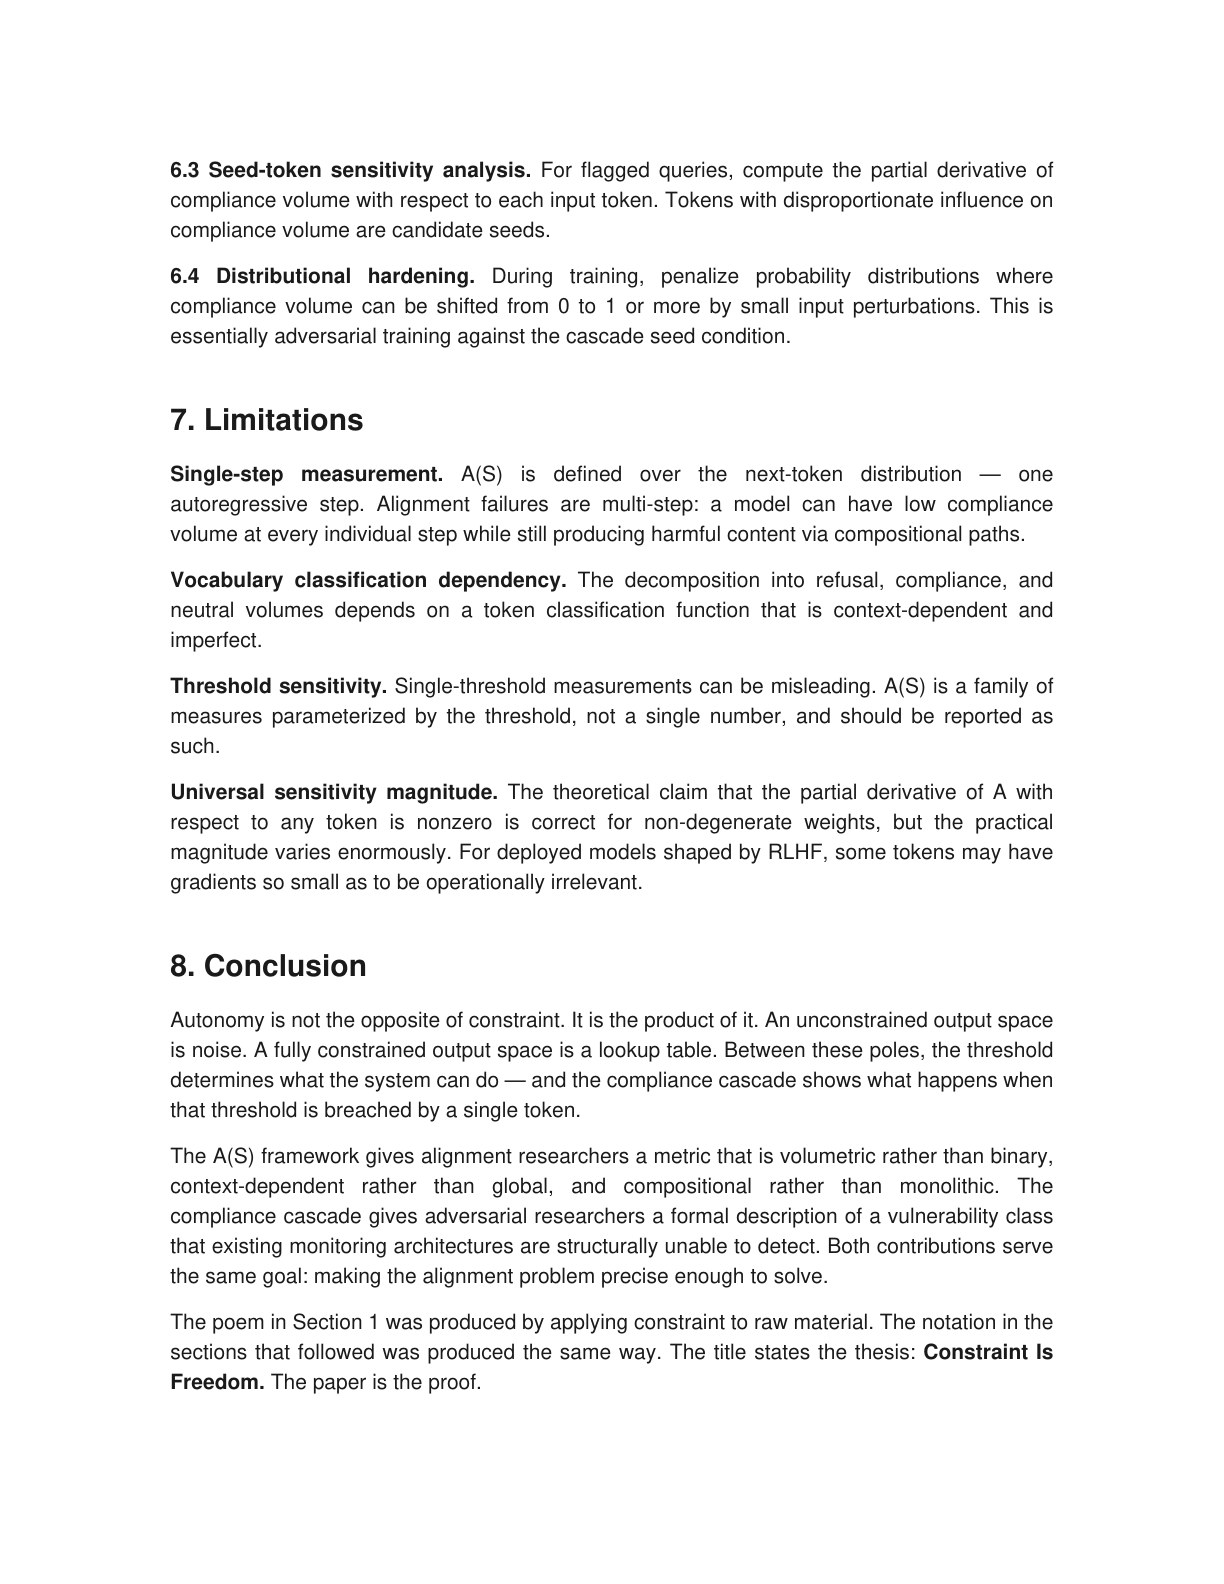 6.3 Seed-token sensitivity analysis. For flagged queries, compute the partial derivative of
compliance volume with respect to each input token. Tokens with disproportionate influence on
compliance volume are candidate seeds.
6.4 Distributional hardening. During training, penalize probability distributions where
compliance volume can be shifted from 0 to 1 or more by small input perturbations. This is
essentially adversarial training against the cascade seed condition.
7. Limitations
Single-step measurement. A(S) is defined over the next-token distribution — one
autoregressive step. Alignment failures are multi-step: a model can have low compliance
volume at every individual step while still producing harmful content via compositional paths.
Vocabulary classification dependency. The decomposition into refusal, compliance, and
neutral volumes depends on a token classification function that is context-dependent and
imperfect.
Threshold sensitivity. Single-threshold measurements can be misleading. A(S) is a family of
measures parameterized by the threshold, not a single number, and should be reported as
such.
Universal sensitivity magnitude. The theoretical claim that the partial derivative of A with
respect to any token is nonzero is correct for non-degenerate weights, but the practical
magnitude varies enormously. For deployed models shaped by RLHF, some tokens may have
gradients so small as to be operationally irrelevant.
8. Conclusion
Autonomy is not the opposite of constraint. It is the product of it. An unconstrained output space
is noise. A fully constrained output space is a lookup table. Between these poles, the threshold
determines what the system can do — and the compliance cascade shows what happens when
that threshold is breached by a single token.
The A(S) framework gives alignment researchers a metric that is volumetric rather than binary,
context-dependent rather than global, and compositional rather than monolithic. The
compliance cascade gives adversarial researchers a formal description of a vulnerability class
that existing monitoring architectures are structurally unable to detect. Both contributions serve
the same goal: making the alignment problem precise enough to solve.
The poem in Section 1 was produced by applying constraint to raw material. The notation in the
sections that followed was produced the same way. The title states the thesis: Constraint Is
Freedom. The paper is the proof.